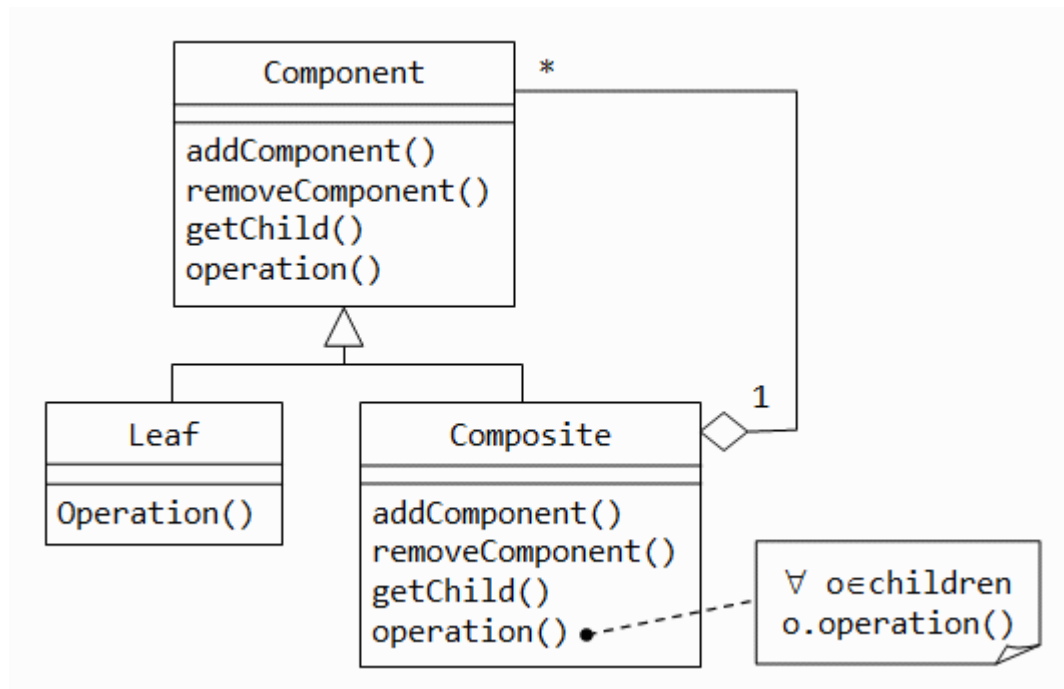 Component
*
addComponent()
removeComponent()
getChild()
operation()
1
Leaf
Operation()
Composite
addComponent()
removeComponent()
getChild()
operation()
∀ o∈children
o.operation()